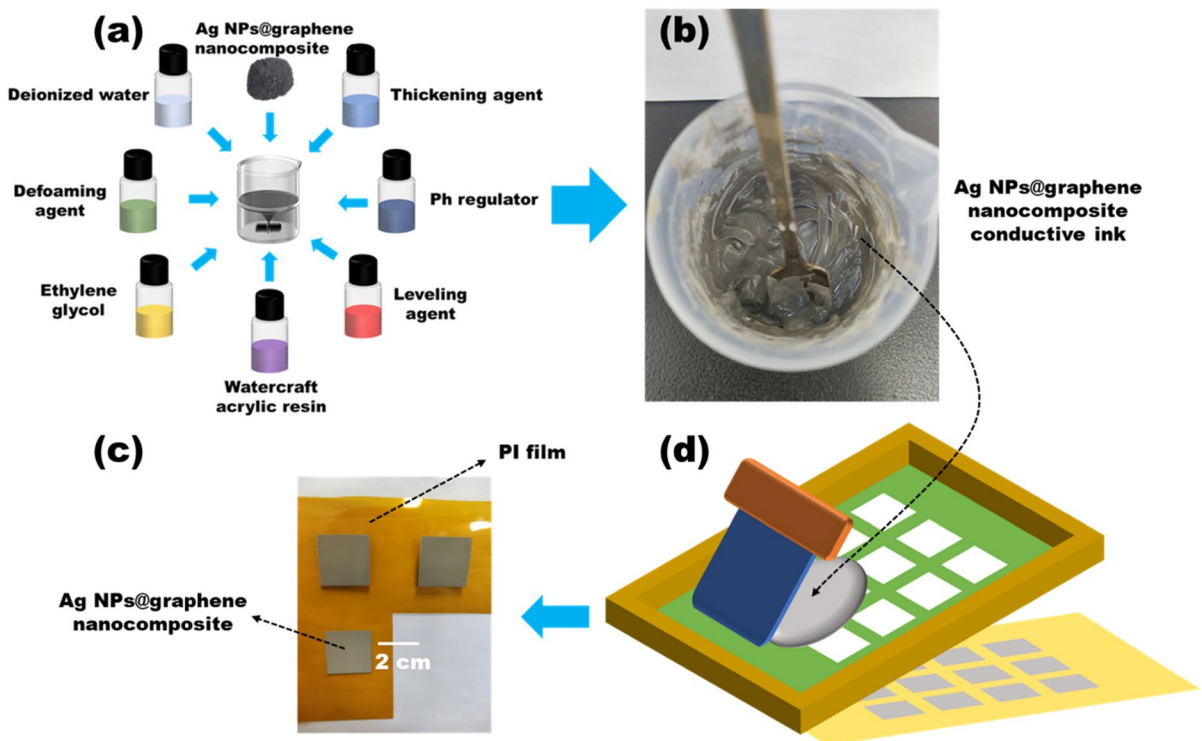 (a)
Ag NPs@graphene
nanocomposite
Deionized water
Thickening agent
Defoaming
agent
Ph regulator
Ethylene
glycol
Leveling
agent
Watercraft
acrylic resin
(b)
Ag NPs@graphene
nanocomposite
conductive ink
(c)
PI film
Ag NPs@graphene
nanocomposite
2 cm
(d)